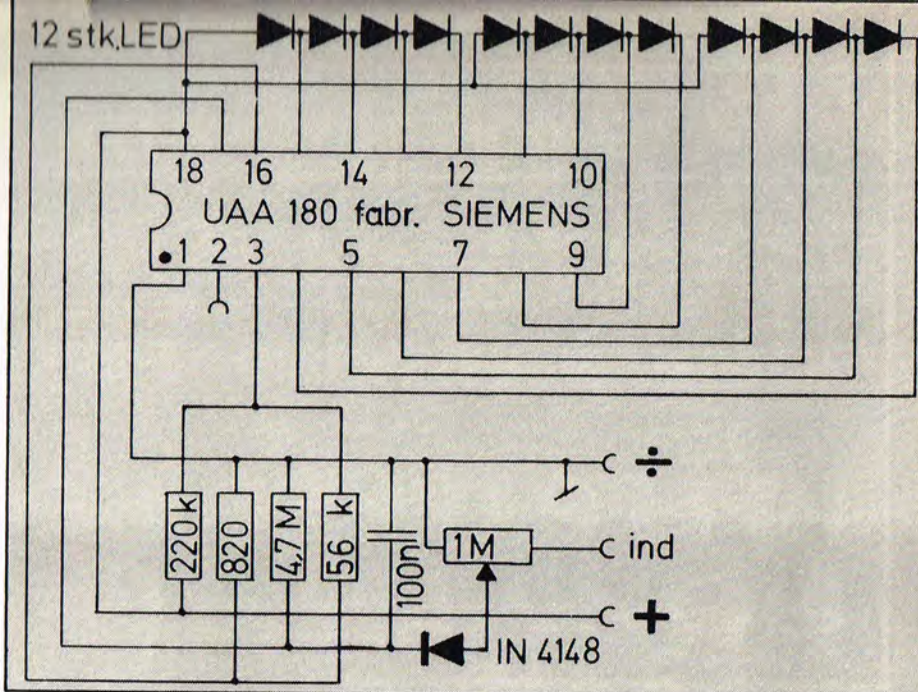 12 stk.LED
18 16 14 12 10
UAA 180 fabr. SIEMENS
1 2 3 5 7 9
÷
220k 820 4,7M 56k 100n 1M ind
+
IN 4148